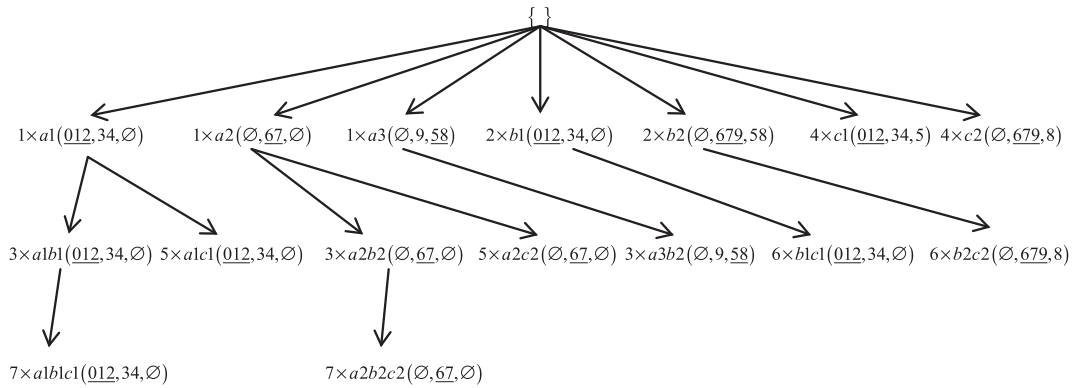 { }
1×a1(012,34,∅) 1×a2(∅,67,∅) 1×a3(∅,9,58) 2×b1(012,34,∅) 2×b2(∅,679,58) 4×c1(012,34,5) 4×c2(∅,679,8)
3×a1b1(012,34,∅) 5×a1c1(012,34,∅) 3×a2b2(∅,67,∅) 5×a2c2(∅,67,∅) 3×a3b2(∅,9,58) 6×b1c1(012,34,∅) 6×b2c2(∅,679,8)
7×a1b1c1(012,34,∅) 7×a2b2c2(∅,67,∅)